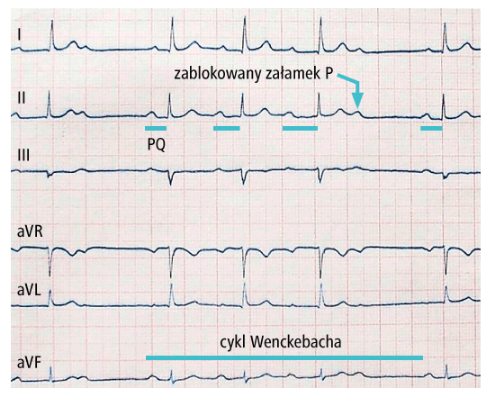 I
zablokowany załamek P
II
PQ
III
aVR
aVL
cykl Wenckebacha
aVF